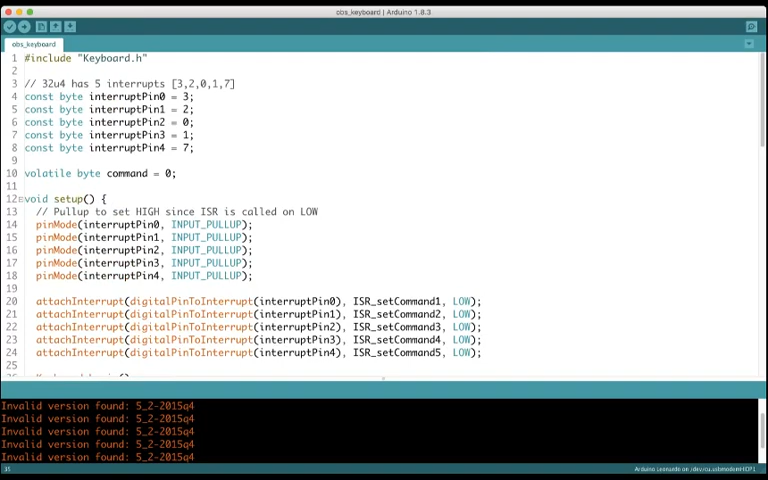 obs_keyboard | Arduino 1.8.3
obs_keyboard
1 #include "Keyboard.h"
2
3 // 32u4 has 5 interrupts [3,2,0,1,7]
4 const byte interruptPin0 = 3;
5 const byte interruptPin1 = 2;
6 const byte interruptPin2 = 0;
7 const byte interruptPin3 = 1;
8 const byte interruptPin4 = 7;
9
10 volatile byte command = 0;
11
12 void setup() {
13 // Pullup to set HIGH since ISR is called on LOW
14 pinMode(interruptPin0, INPUT_PULLUP);
15 pinMode(interruptPin1, INPUT_PULLUP);
16 pinMode(interruptPin2, INPUT_PULLUP);
17 pinMode(interruptPin3, INPUT_PULLUP);
18 pinMode(interruptPin4, INPUT_PULLUP);
19
20 attachInterrupt(digitalPinToInterrupt(interruptPin0), ISR_setCommand1, LOW);
21 attachInterrupt(digitalPinToInterrupt(interruptPin1), ISR_setCommand2, LOW);
22 attachInterrupt(digitalPinToInterrupt(interruptPin2), ISR_setCommand3, LOW);
23 attachInterrupt(digitalPinToInterrupt(interruptPin3), ISR_setCommand4, LOW);
24 attachInterrupt(digitalPinToInterrupt(interruptPin4), ISR_setCommand5, LOW);
25
Invalid version found: 5_2-2015q4
Invalid version found: 5_2-2015q4
Invalid version found: 5_2-2015q4
Invalid version found: 5_2-2015q4
Invalid version found: 5_2-2015q4
Arduino Leonardo on